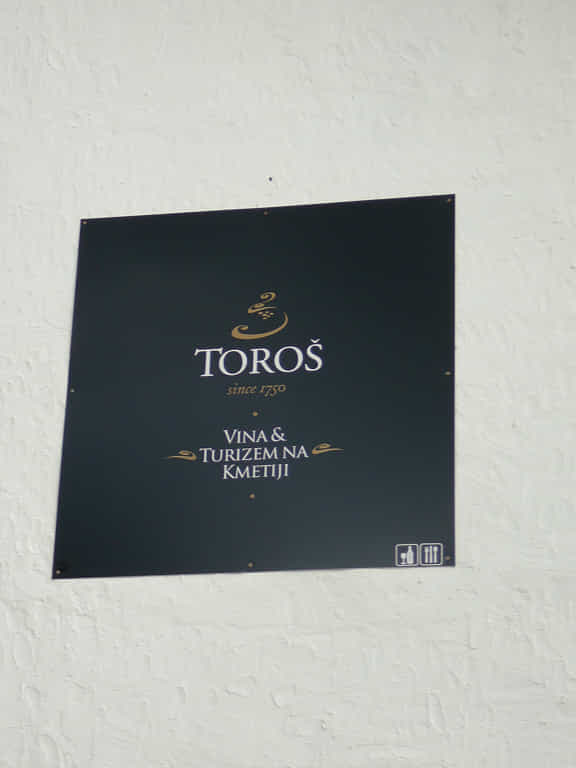 TOROŠ
since 1750
VINA &
TURIZEM NA
KMETIJI